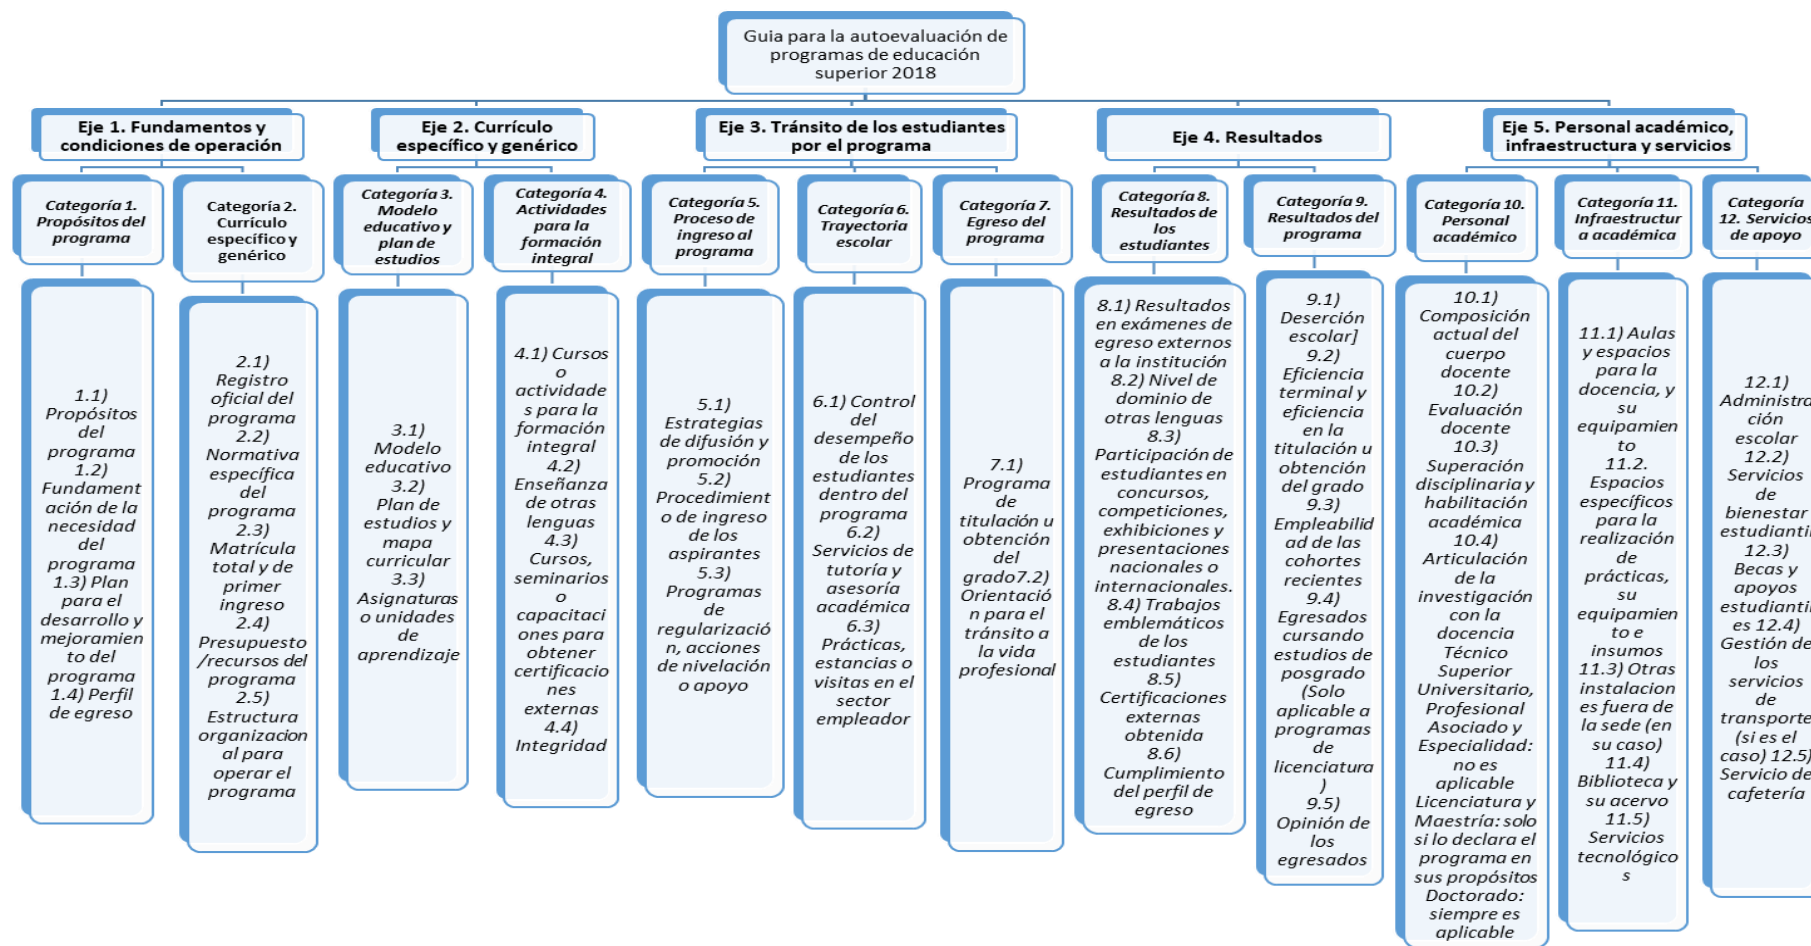 Guia para la autoevaluación de
programas de educación
superior 2018
Eje 1. Fundamentos y
condiciones de operación
Eje 2. Currículo
específico y genérico
Eje 3. Tránsito de los estudiantes
por el programa
Eje 4. Resultados
Eje 5. Personal académico,
infraestructura y servicios
Categoría 1.
Propósitos del
programa
Categoría 2.
Currículo
específico y
genérico
Categoría 3.
Modelo
educativo y
plan de
estudios
Categoría 4.
Actividades
para la
formación
integral
Categoría 5.
Proceso de
ingreso al
programa
Categoría 6.
Trayectoria
escolar
Categoría 7.
Egreso del
programa
Categoría 8.
Resultados de
los
estudiantes
Categoría 9.
Resultados del
programa
Categoría 10.
Personal
académico
Categoría 11.
Infraestructur
a académica
Categoría
12. Servicios
de apoyo
1.1)
Propósitos
del
programa
1.2)
Fundament
ación de la
necesidad
del
programa
1.3) Plan
para el
desarrollo y
mejoramien
to del
programa
1.4) Perfil
de egreso
2.1)
Registro
oficial del
programa
2.2)
Normativa
específica
del
programa
2.3)
Matrícula
total y de
primer
ingreso
2.4)
Presupuesto
/recursos del
programa
2.5)
Estructura
organizacion
al para
operar el
programa
3.1)
Modelo
educativo
3.2)
Plan de
estudios y
mapa
curricular
3.3)
Asignaturas
o unidades
de
aprendizaje
4.1) Cursos
o
actividade
s para la
formación
integral
4.2)
Enseñanza
de otras
lenguas
4.3)
Cursos,
seminarios
o
capacitaci
ones para
obtener
certificacio
nes
externas
4.4)
Integridad
5.1)
Estrategias
de difusión y
promoción
5.2)
Procedimient
o de ingreso
de los
aspirantes
5.3)
Programas
de
regularizació
n, acciones
de nivelación
o apoyo
6.1) Control
del
desempeño
de los
estudiantes
dentro del
programa
6.2)
Servicios de
tutoría y
asesoría
académica
6.3)
Prácticas,
estancias o
visitas en el
sector
empleador
7.1)
Programa
de
titulación u
obtención
del
grado7.2)
Orientació
n para el
tránsito a
la vida
profesional
8.1) Resultados
en exámenes de
egreso externos
a la institución
8.2) Nivel de
dominio de
otras lenguas
8.3)
Participación de
estudiantes en
concursos,
competiciones,
exhibiciones y
presentaciones
nacionales o
internacionales.
8.4) Trabajos
emblemáticos
de los
estudiantes
8.5)
Certificaciones
externas
obtenida
8.6)
Cumplimiento
del perfil de
egreso
9.1)
Deserción
escolar]
9.2)
Eficiencia
terminal y
eficiencia
en la
titulación u
obtención
del grado
9.3)
Empleabilid
ad de las
cohortes
recientes
9.4)
Egresados
cursando
estudios de
posgrado
(Solo
aplicable a
programas
de
licenciatura
)
9.5)
Opinión de
los
egresados
10.1)
Composición
actual del
cuerpo
docente
10.2)
Evaluación
docente
10.3)
Superación
disciplinaria y
habilitación
académica
10.4)
Articulación
de la
investigación
con la
docencia
Técnico
Superior
Universitario,
Profesional
Asociado y
Especialidad:
no es
aplicable
Licenciatura y
Maestría: solo
si lo declara el
programa en
sus propósitos
Doctorado:
siempre es
aplicable
11.1) Aulas
y espacios
para la
docencia, y
su
equipamien
to
11.2.
Espacios
específicos
para la
realización
de
prácticas,
su
equipamien
to e
insumos
11.3) Otras
instalacion
es fuera de
la sede (en
su caso)
11.4)
Biblioteca y
su acervo
11.5)
Servicios
tecnológico
s
12.1)
Administra
ción
escolar
12.2)
Servicios
de
bienestar
estudiantil
12.3)
Becas y
apoyos
estudiantil
es 12.4)
Gestión de
los
servicios
de
transporte
(si es el
caso) 12.5)
Servicio de
cafetería